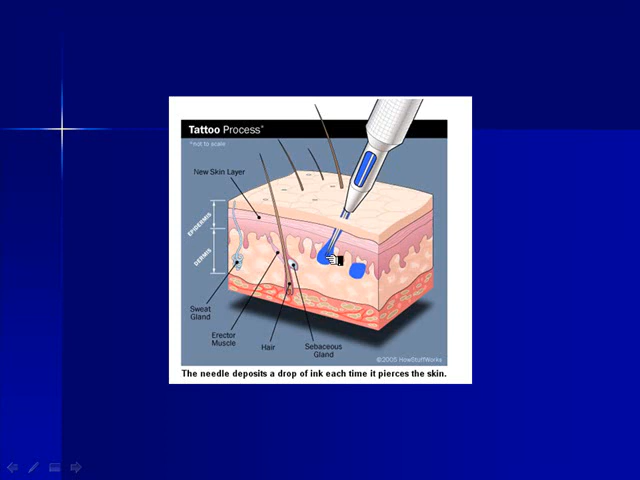 Tattoo Process*
*not to scale
New Skin Layer
EPIDERMIS
DERMIS
Sweat
Gland
Erector
Muscle
Hair
Sebaceous
Gland
©2005 HowStuffWorks
The needle deposits a drop of ink each time it pierces the skin.